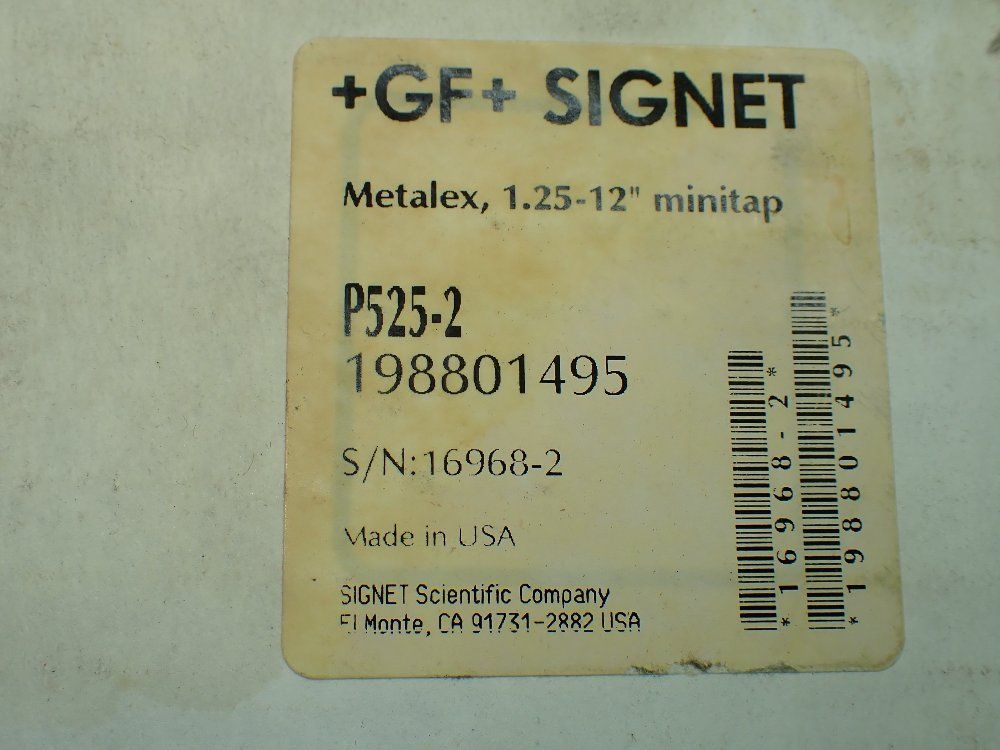 +GF+ SIGNET
Metalex, 1.25-12" minitap
P525-2
198801495
S/N:16968-2
Made in USA
SIGNET Scientific Company
El Monte, CA 91731-2882 USA
*16968-2*
*198801495*